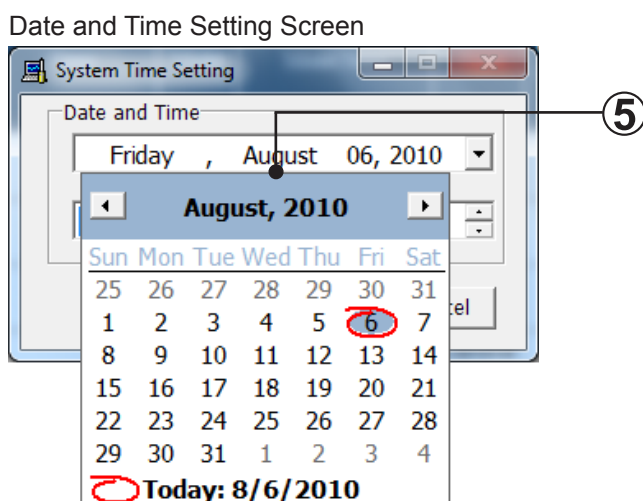 Date and Time Setting Screen
System Time Setting
Date and Time
5
Friday , August 06, 2010
August, 2010
Sun Mon Tue Wed Thu Fri Sat
25 26 27 28 29 30 31
1 2 3 4 5 6 7
8 9 10 11 12 13 14
15 16 17 18 19 20 21
22 23 24 25 26 27 28
29 30 31 1 2 3 4
Today: 8/6/2010